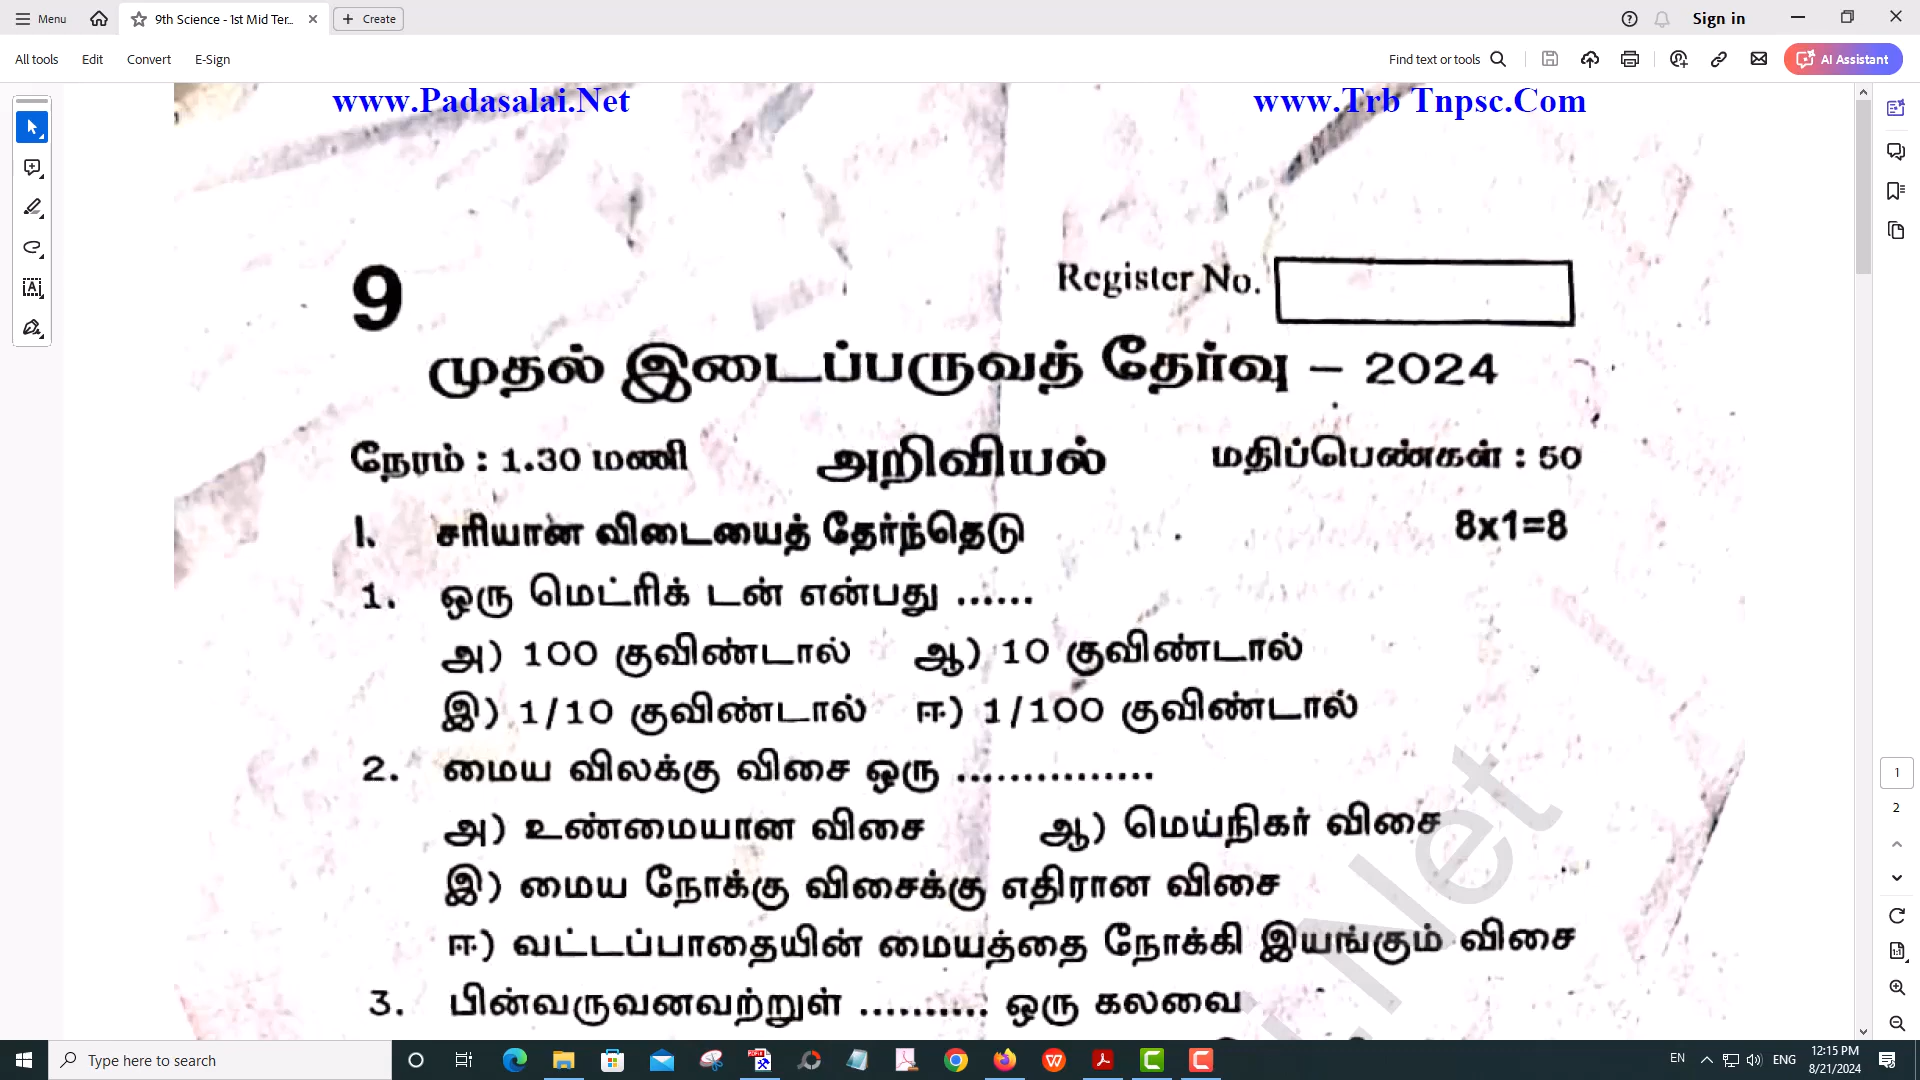 Menu
9th Science - 1st Mid Ter...
Create
Sign in
All tools
Edit
Convert
E-Sign
Find text or tools
AI Assistant
www.Padasalai.Net
www.Trb Tnpsc.Com
9
Register No.
முதல் இடைப்பருவத் தேர்வு – 2024
நேரம் : 1.30 மணி அறிவியல் மதிப்பெண்கள் : 50
I. சரியான விடையைத் தேர்ந்தெடு 8x1=8
1. ஒரு மெட்ரிக் டன் என்பது ......
அ) 100 குவிண்டால் ஆ) 10 குவிண்டால்
இ) 1/10 குவிண்டால் ஈ) 1/100 குவிண்டால்
2. மைய விலக்கு விசை ஒரு ...............
அ) உண்மையான விசை ஆ) மெய்நிகர் விசை
இ) மைய நோக்கு விசைக்கு எதிரான விசை
ஈ) வட்டப்பாதையின் மையத்தை நோக்கி இயங்கும் விசை
3. பின்வருவனவற்றுள் .......... ஒரு கலவை
i.Net
1
2
Type here to search
EN
ENG
12:15 PM
8/21/2024